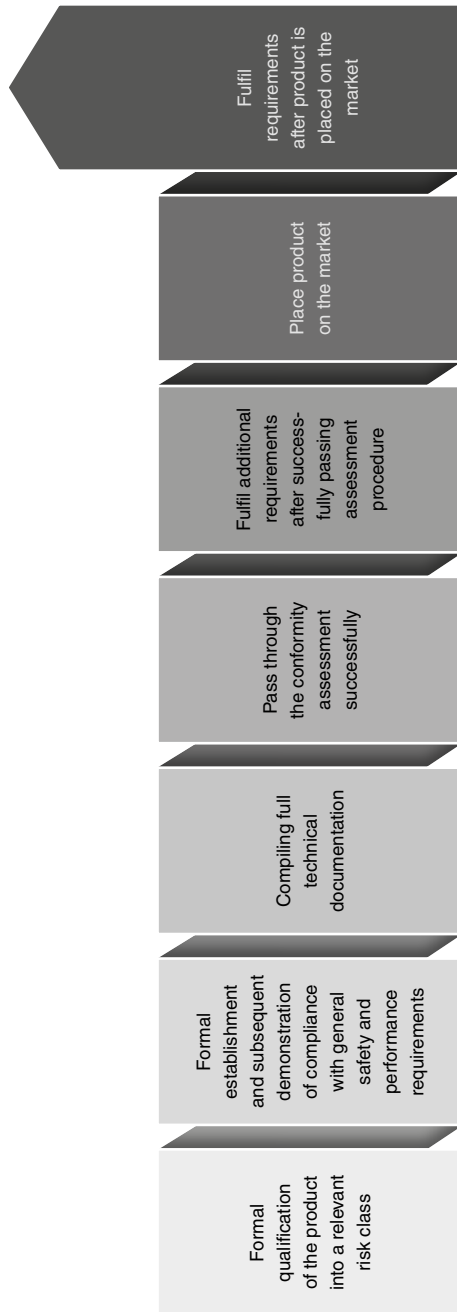 Formal
qualification
of the product
into a relevant
risk class
Formal
establishment
and subsequent
demonstration
of compliance
with general
safety and
performance
requirements
Compiling full
technical
documentation
Pass through
the conformity
assessment
successfully
Fulfil additional
requirements
after success-
fully passing
assessment
procedure
Place product
on the market
Fulfil
requirements
after product is
placed on the
market